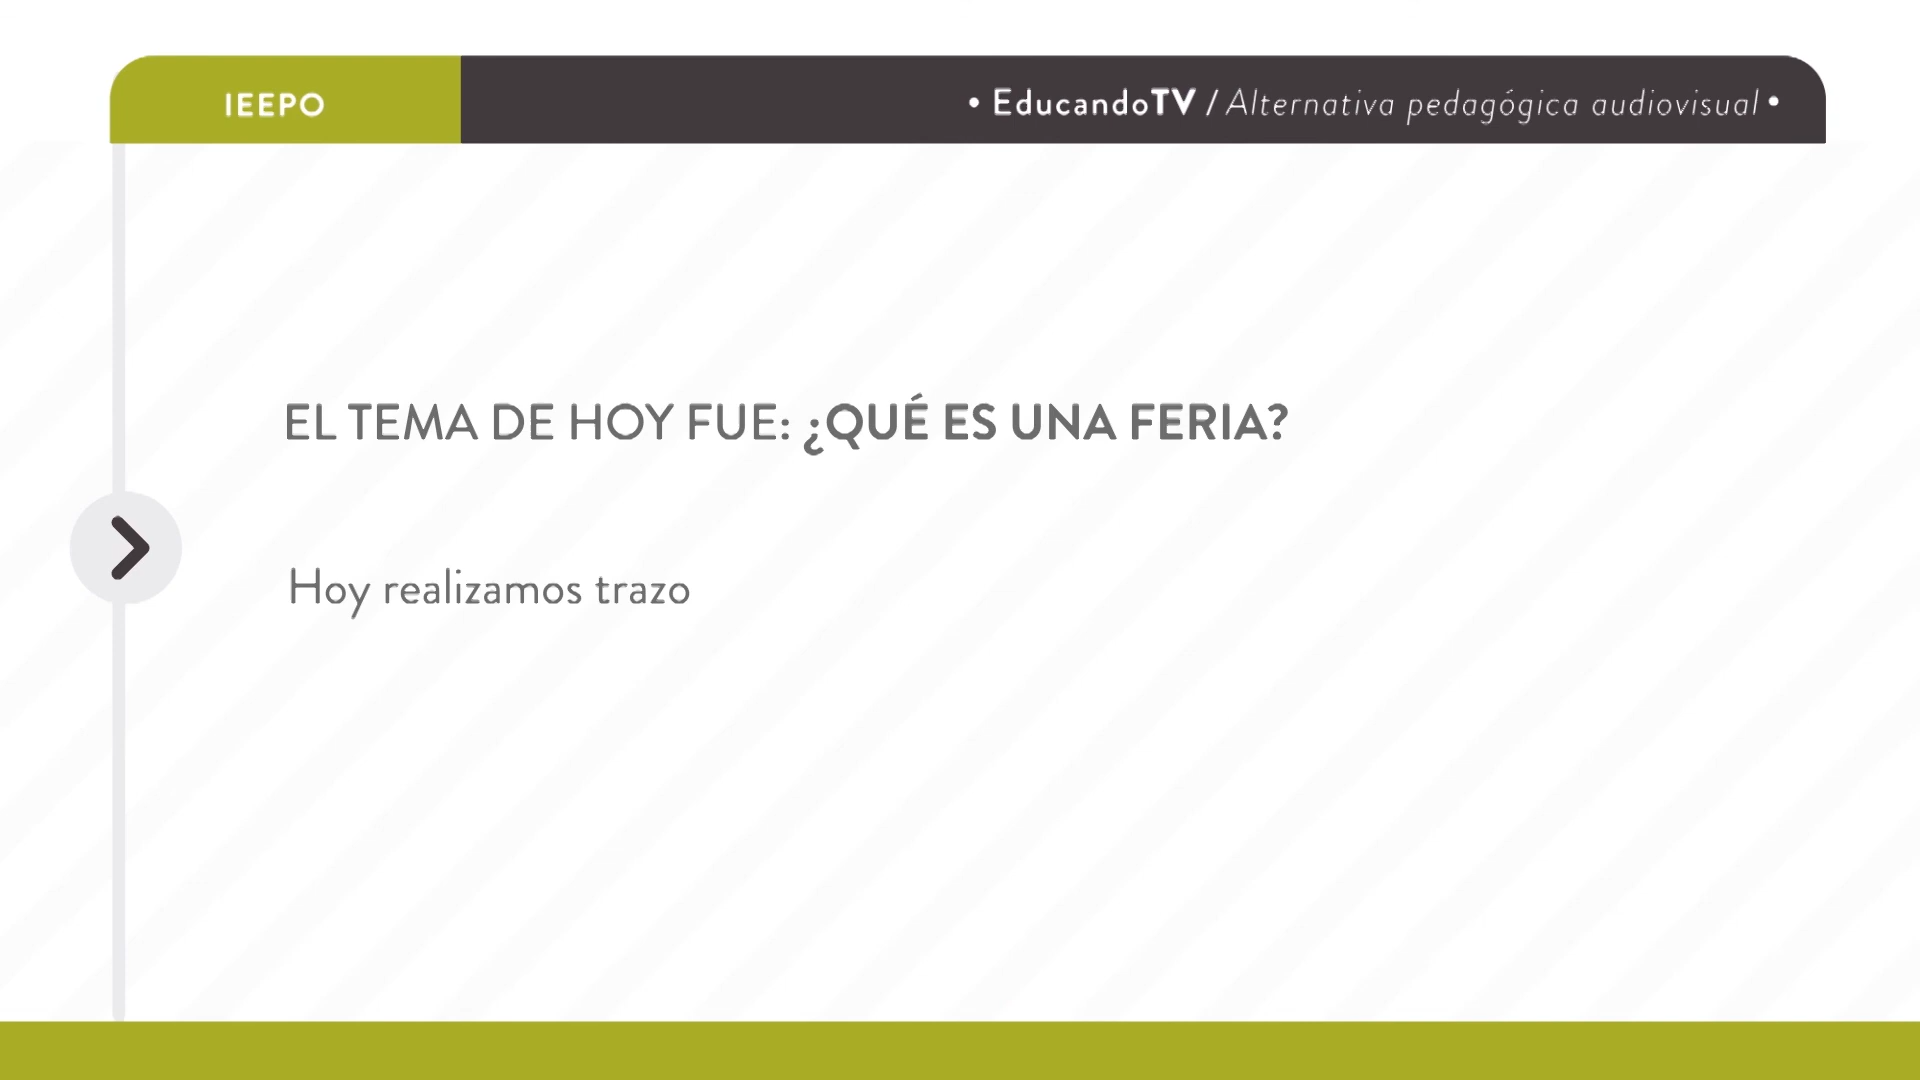 IEEPO
• EducandoTV / Alternativa pedagógica audiovisual •
EL TEMA DE HOY FUE: ¿QUÉ ES UNA FERIA?
Hoy realizamos trazo